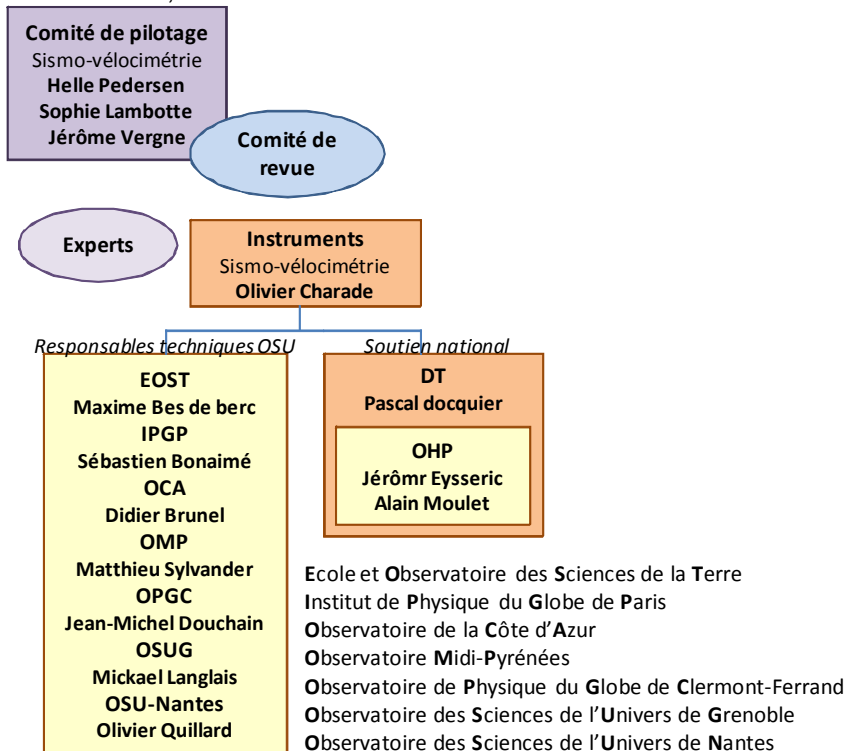 Comité de pilotage
Sismo-vélocimétrie
Helle Pedersen
Sophie Lambotte
Jérôme Vergne
Comité de
revue
Experts
Instruments
Sismo-vélocimétrie
Olivier Charade
Responsables techniques OSU
Soutien national
EOST
Maxime Bes de berc
IPGP
Sébastien Bonaimé
OCA
Didier Brunel
OMP
Matthieu Sylvander
OPGC
Jean-Michel Douchain
OSUG
Mickael Langlais
OSU-Nantes
Olivier Quillard
DT
Pascal docquier
OHP
Jérômr Eysseric
Alain Moulet
Ecole et Observatoire des Sciences de la Terre
Institut de Physique du Globe de Paris
Observatoire de la Côte d'Azur
Observatoire Midi-Pyrénées
Observatoire de Physique du Globe de Clermont-Ferrand
Observatoire des Sciences de l'Univers de Grenoble
Observatoire des Sciences de l'Univers de Nantes